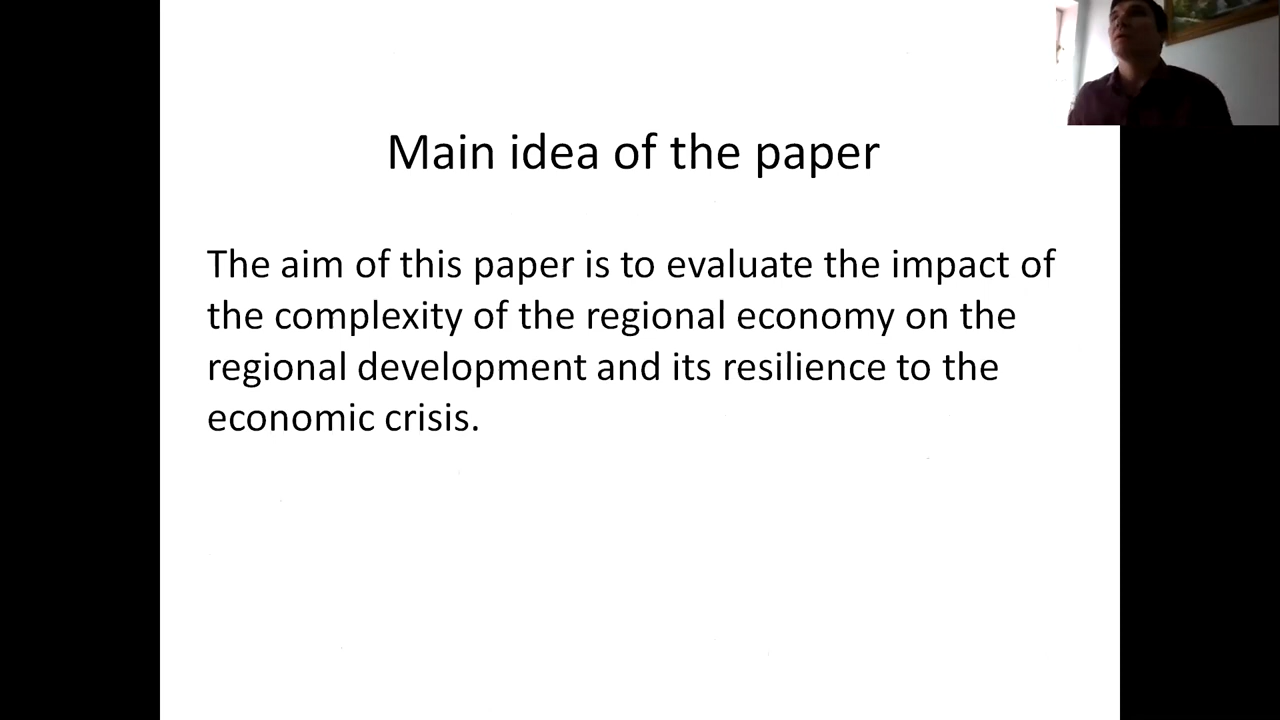 Main idea of the paper
The aim of this paper is to evaluate the impact of
the complexity of the regional economy on the
regional development and its resilience to the
economic crisis.